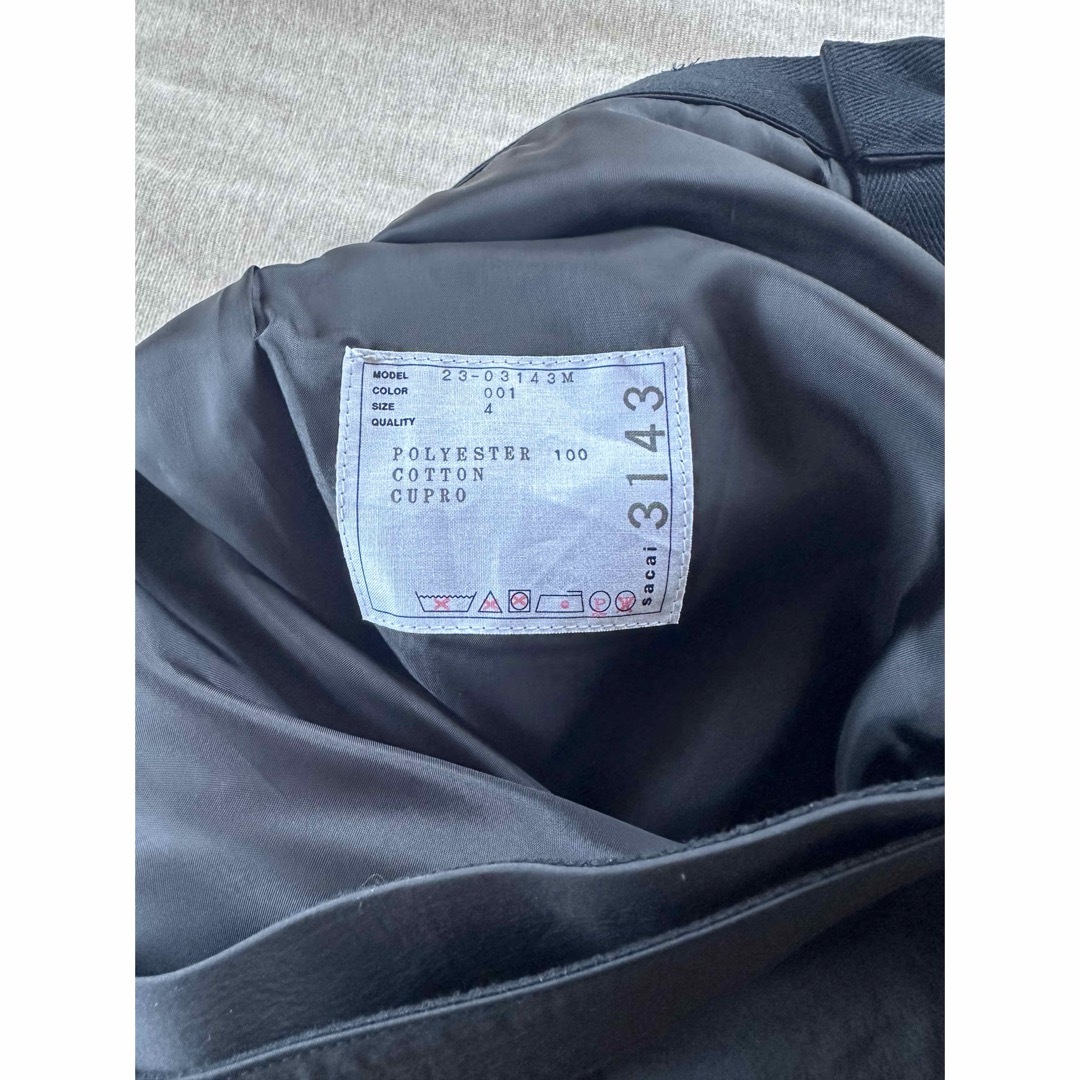 MODEL 23-03143M
COLOR 001
SIZE 4
QUALITY
POLYESTER 100
COTTON
CUPRO
P W
sacai 3143